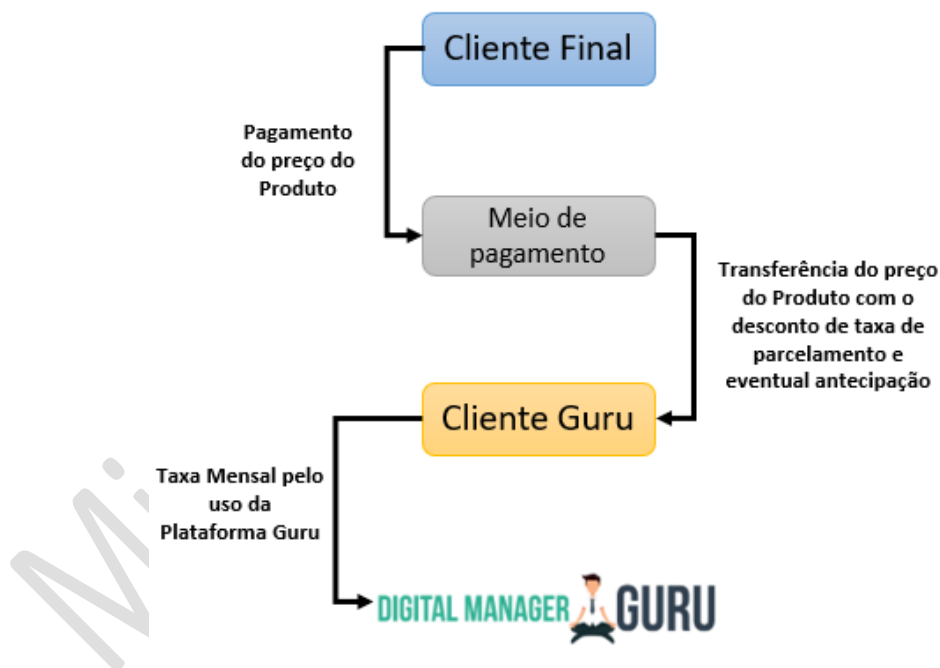 Cliente Final
Pagamento
do preço do
Produto
Meio de
pagamento
Transferência do preço
do Produto com o
desconto de taxa de
parcelamento e
eventual antecipação
Cliente Guru
Taxa Mensal pelo
uso da
Plataforma Guru
Mi
DIGITAL MANAGER GURU